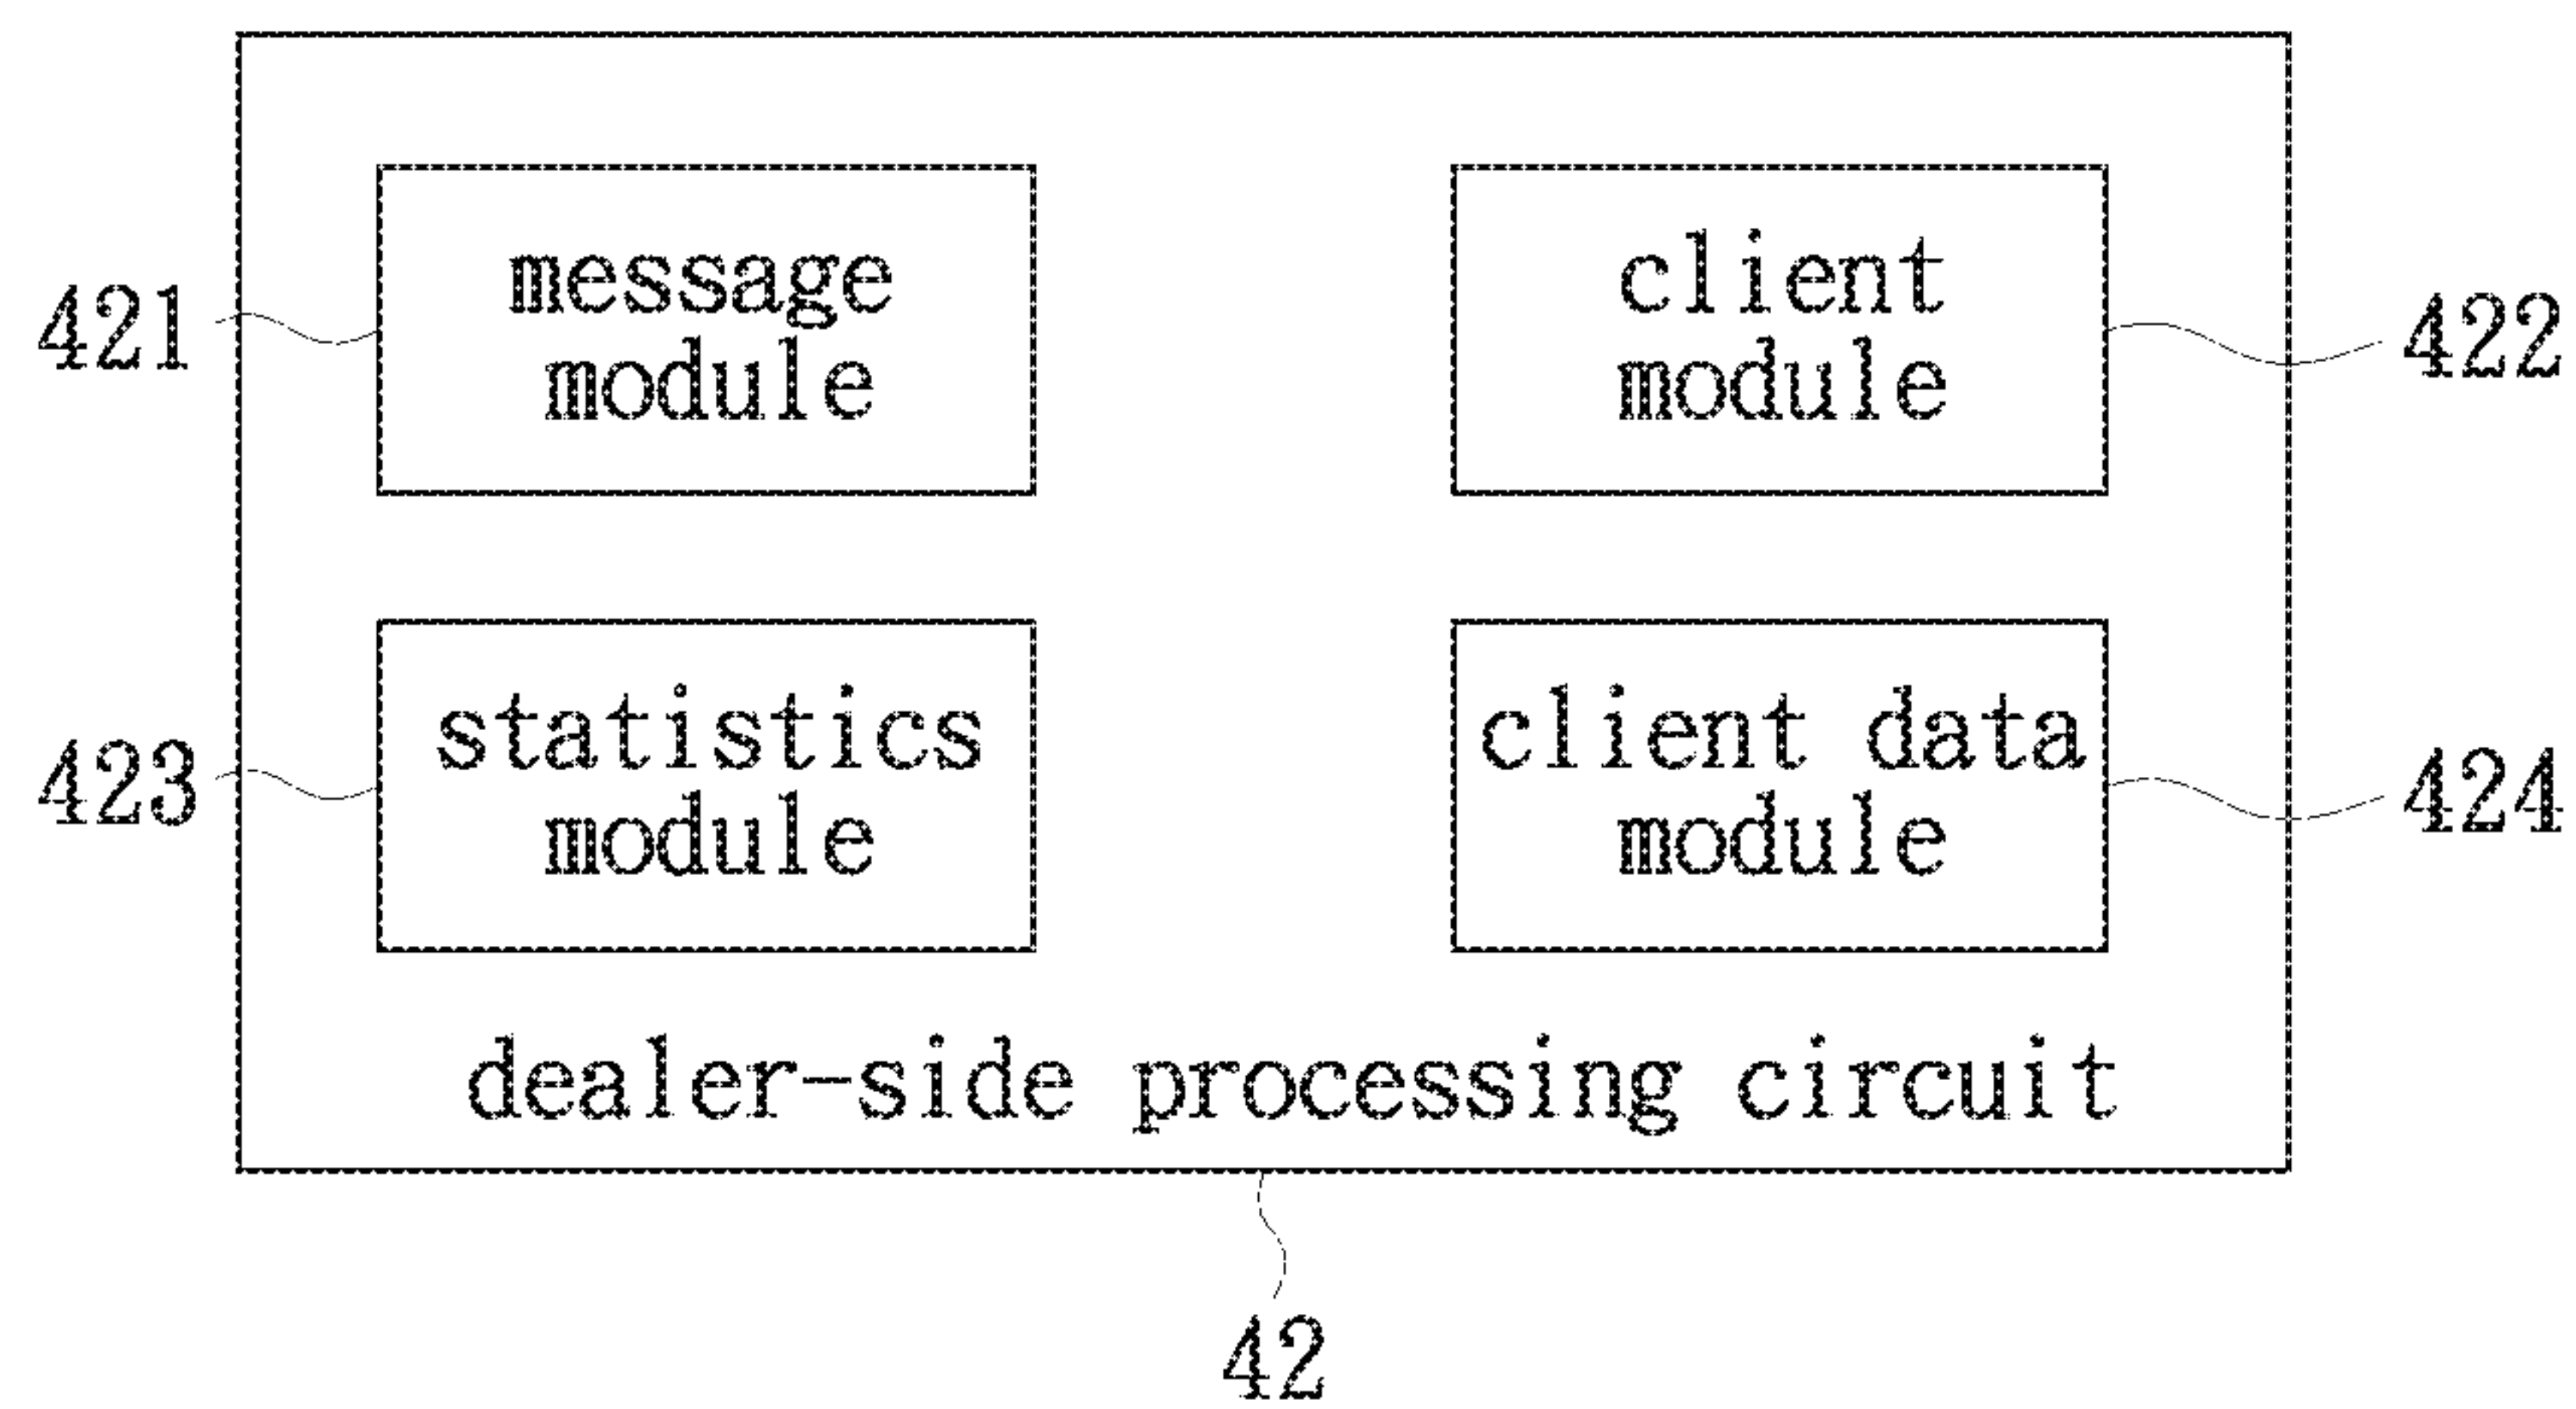 message
module
client
module
421
422
statistics
module
client data
module
423
424
dealer-side processing circuit
42